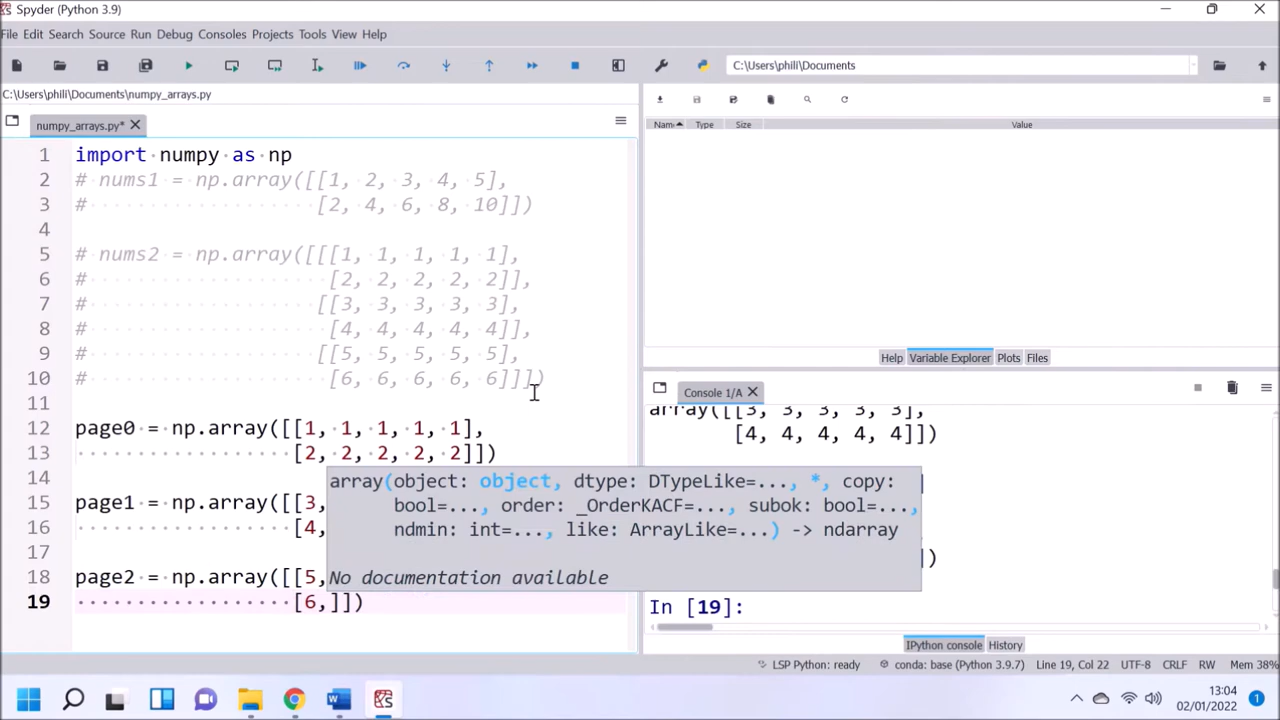 Spyder (Python 3.9)
File Edit Search Source Run Debug Consoles Projects Tools View Help
C:\Users\phili\Documents
C:\Users\phili\Documents\numpy_arrays.py
numpy_arrays.py*
1 import numpy as np
2 # nums1 = np.array([[1, 2, 3, 4, 5],
3 # [2, 4, 6, 8, 10]])
4
5 # nums2 = np.array([[[1, 1, 1, 1, 1],
6 # [2, 2, 2, 2, 2]],
7 # [[3, 3, 3, 3, 3],
8 # [4, 4, 4, 4, 4]],
9 # [[5, 5, 5, 5, 5],
10 # [6, 6, 6, 6, 6]]])
11
12 page0 = np.array([[1, 1, 1, 1, 1],
13 [2, 2, 2, 2, 2]])
14
15 page1 = np.array([[3,
16 [4,
17
18 page2 = np.array([[5,
19 [6,]])
array(object: object, dtype: DTypeLike=..., *, copy:
bool=..., order: _OrderKACF=..., subok: bool=...,
ndmin: int=..., like: ArrayLike=...) -> ndarray
No documentation available
Name Type Size Value
Help Variable Explorer Plots Files
Console 1/A
array([[3, 3, 3, 3, 3],
[4, 4, 4, 4, 4]])
])
In [19]:
IPython console History
LSP Python: ready conda: base (Python 3.9.7) Line 19, Col 22 UTF-8 CRLF RW Mem 38%
13:04
02/01/2022
1